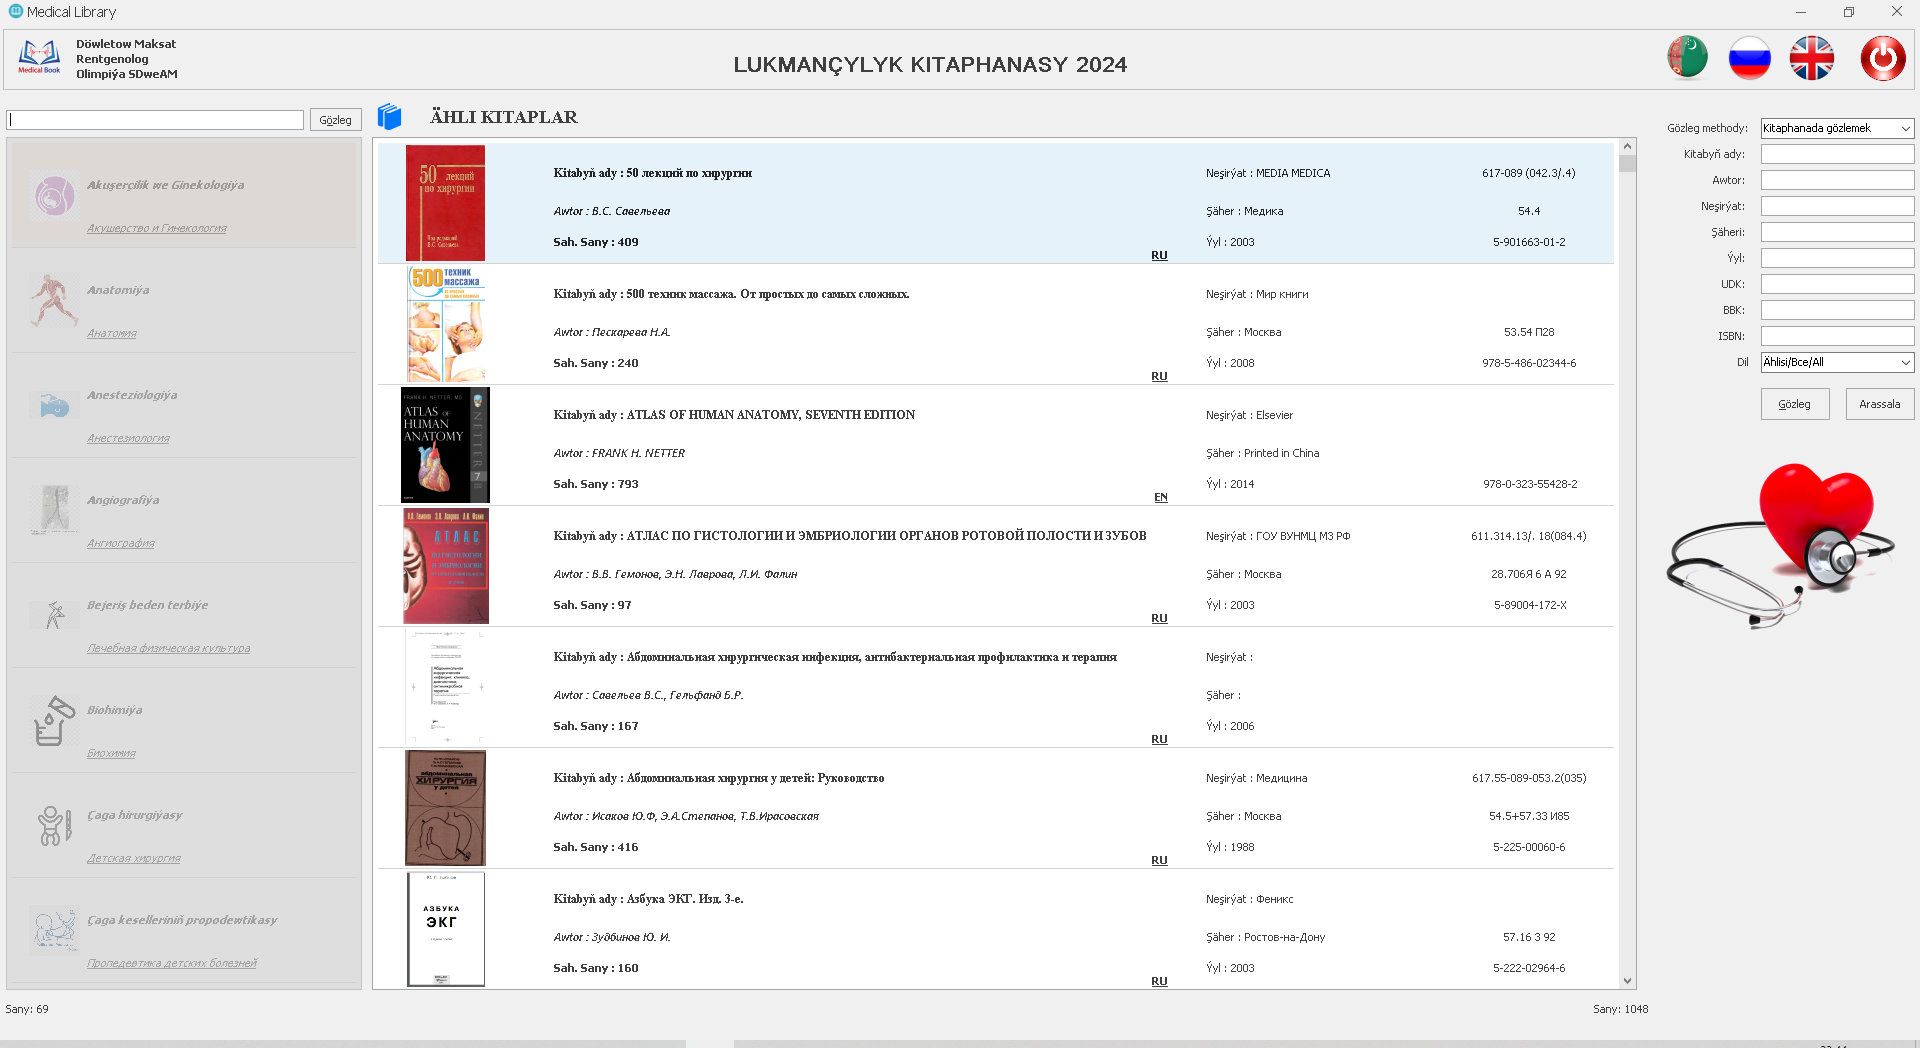 Medical Library
Medical Book
Döwletow Maksat
Rentgenolog
Olimpiýa SDweAM
LUKMANÇYLYK KITAPHANASY 2024
Gözleg
ÄHLI KITAPLAR
Akuşerçilik we Ginekologiýa
Акушерство и Гинекология
Anatomiýa
Анатомия
Anesteziologiýa
Анестезиология
Angiografiýa
Ангиография
Bejeriş beden terbiýe
Лечебная физическая культура
Biohimiýa
Биохимия
Çaga hirurgiýasy
Детская хирургия
Çaga keselleriniň propodewtikasy
Пропедевтика детских болезней
Sany: 69
50 лекций
по хирургии
Под редакцией
В.С. Савельева
Kitabyň ady : 50 лекций по хирургии
Neşirýat : MEDIA MEDICA
617-089 (042.3/.4)
Awtor : В.С. Савельева
Şäher : Медика
54.4
Sah. Sany : 409
Ýyl : 2003
5-901663-01-2
RU
500 техник
массажа
Kitabyň ady : 500 техник массажа. От простых до самых сложных.
Neşirýat : Мир книги
Awtor : Пескарева Н.А.
Şäher : Москва
53.54 П28
Sah. Sany : 240
Ýyl : 2008
978-5-486-02344-6
RU
FRANK H. NETTER, MD
ATLAS OF
HUMAN
ANATOMY
NETTER
7
Kitabyň ady : ATLAS OF HUMAN ANATOMY, SEVENTH EDITION
Neşirýat : Elsevier
Awtor : FRANK H. NETTER
Şäher : Printed in China
Sah. Sany : 793
Ýyl : 2014
978-0-323-55428-2
EN
АТЛАС
Kitabyň ady : АТЛАС ПО ГИСТОЛОГИИ И ЭМБРИОЛОГИИ ОРГАНОВ РОТОВОЙ ПОЛОСТИ И ЗУБОВ
Neşirýat : ГОУ ВУНМЦ МЗ РФ
611.314.13/. 18(084.4)
Awtor : В.В. Гемонов, Э.Н. Лаврова, Л.И. Фалин
Şäher : Москва
28.706Я 6 А 92
Sah. Sany : 97
Ýyl : 2003
5-89004-172-X
RU
Kitabyň ady : Абдоминальная хирургическая инфекция, антибактериальная профилактика и терапия
Neşirýat :
Awtor : Савельев В.С., Гельфанд Б.Р.
Şäher :
Sah. Sany : 167
Ýyl : 2006
RU
абдоминальная
ХИРУРГИЯ
у детей
Kitabyň ady : Абдоминальная хирургия у детей: Руководство
Neşirýat : Медицина
617.55-089-053.2(035)
Awtor : Исаков Ю.Ф, Э.А.Степанов, Т.В.Ирасовская
Şäher : Москва
54.5+57.33 И85
Sah. Sany : 416
Ýyl : 1988
5-225-00060-6
RU
АЗБУКА
ЭКГ
Kitabyň ady : Азбука ЭКГ. Изд. 3-е.
Neşirýat : Феникс
Awtor : Зудбинов Ю. И.
Şäher : Ростов-на-Дону
57.16 З 92
Sah. Sany : 160
Ýyl : 2003
5-222-02964-6
RU
Sany: 1048
Gözleg methody: Kitaphanada gözlemek
Kitabyň ady:
Awtor:
Neşirýat:
Şäheri:
Ýyl:
UDK:
BBK:
ISBN:
Dil Ählisi/Все/All
Gözleg Arassala